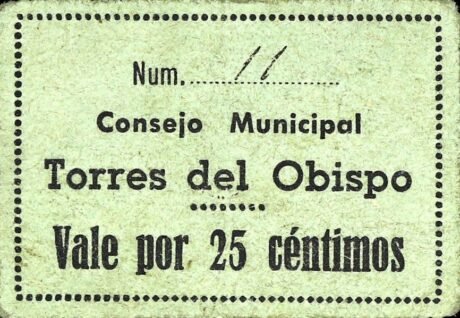 Num. 11
Consejo Municipal
Torres del Obispo
Vale por 25 céntimos